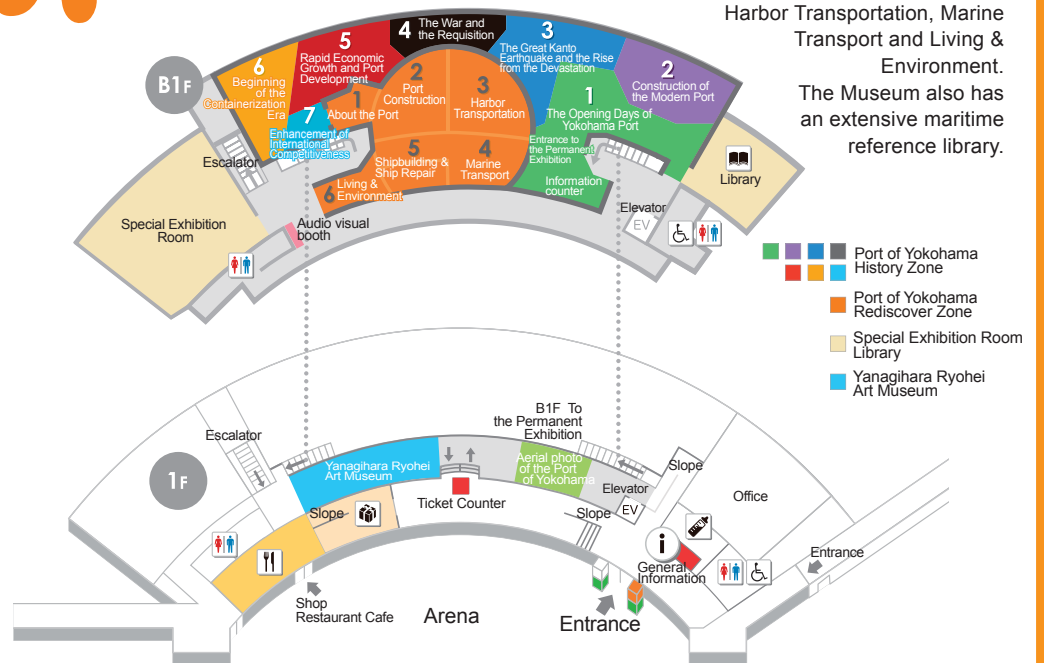 Harbor Transportation, Marine
Transport and Living &
Environment.
The Museum also has
an extensive maritime
reference library.
B1F
4 The War and
the Requisition
5
Rapid Economic
Growth and Port
Development
3
The Great Kanto
Earthquake and the Rise
from the Devastation
6
Beginning
of the
Containerization
Era
2
Construction of
the Modern Port
2
Port
Construction
3
Harbor
Transportation
1
About the Port
1
The Opening Days of
Yokohama Port
7
Enhancement of
International
Competitiveness
Entrance to
the Permanent
Exhibition
Escalator
5
Shipbuilding &
Ship Repair
4
Marine
Transport
6 Living &
Environment
Information
counter
Library
Elevator
EV
Special Exhibition
Room
Audio visual
booth
Port of Yokohama
History Zone
Port of Yokohama
Rediscover Zone
Special Exhibition Room
Library
Yanagihara Ryohei
Art Museum
1F
Escalator
B1F To
the Permanent
Exhibition
Yanagihara Ryohei
Art Museum
Aerial photo
of the Port
of Yokohama
Slope
Elevator
EV
Office
Ticket Counter
Slope
Slope
i
General
Information
Entrance
Shop
Restaurant Cafe
Arena
Entrance